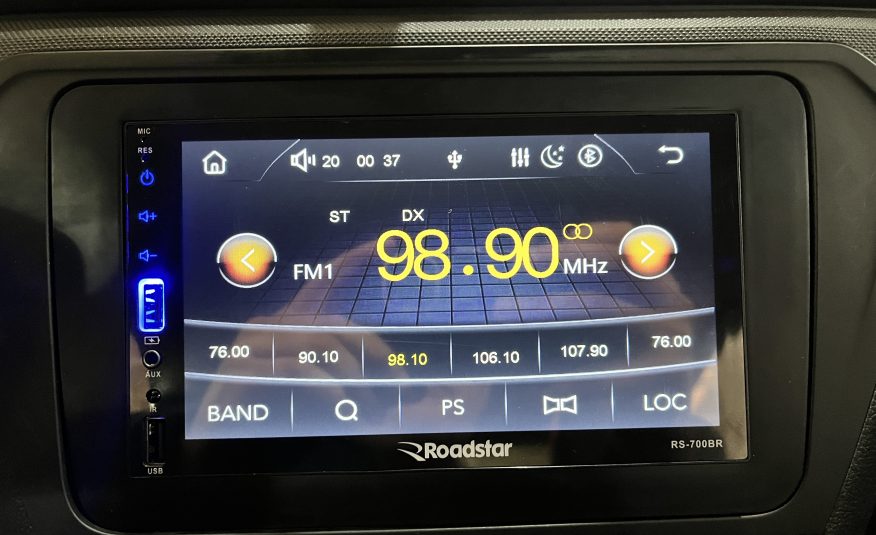 MIC
RES
20 00 37
ST DX
FM1 98.90 MHz
76.00 90.10 98.10 106.10 107.90 76.00
BAND PS LOC
AUX
IR
USB
Roadstar
RS-700BR